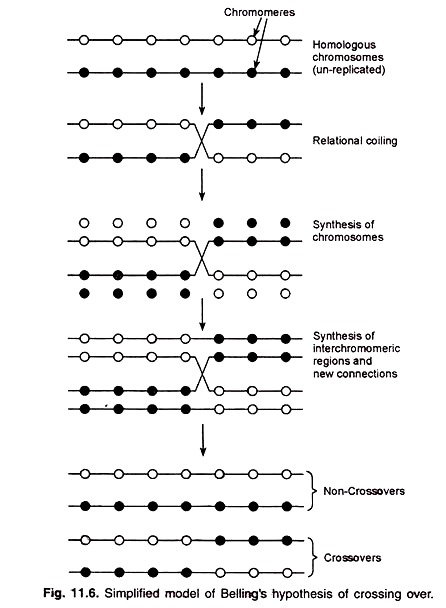 Chromomeres
Homologous
chromosomes
(un-replicated)
Relational coiling
Synthesis of
chromosomes
Synthesis of
interchromomeric
regions and
new connections
Non-Crossovers
Crossovers
Fig. 11.6. Simplified model of Belling's hypothesis of crossing over.